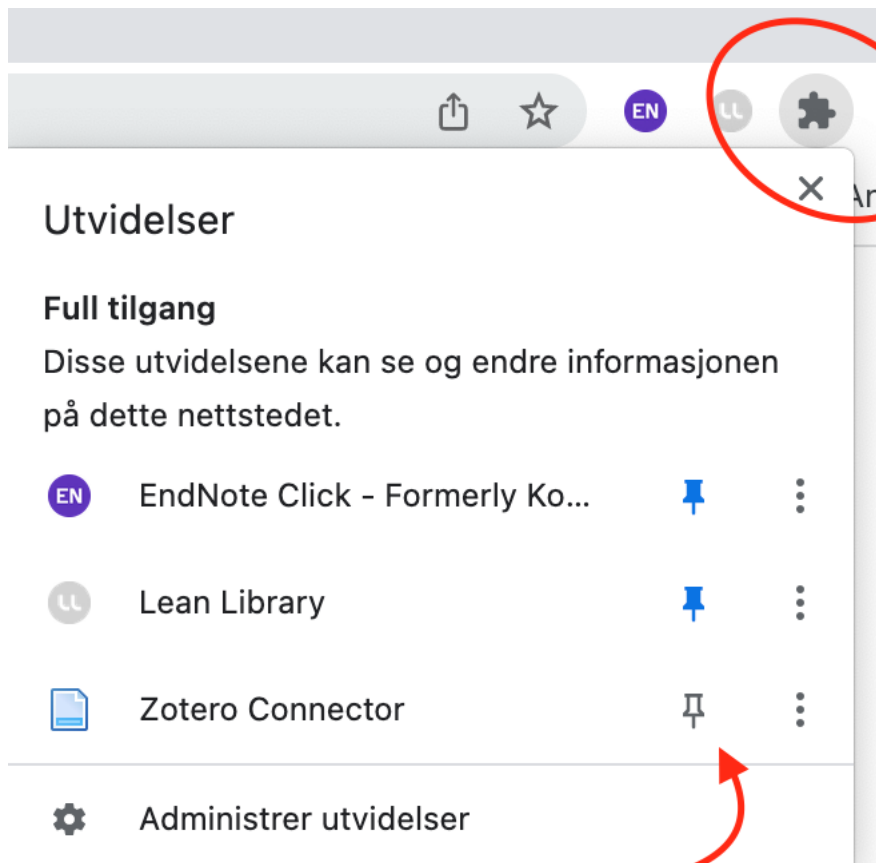 EN
An
Utvidelser
Full tilgang
Disse utvidelsene kan se og endre informasjonen
på dette nettstedet.
EN EndNote Click - Formerly Ko...
Lean Library
Zotero Connector
Administrer utvidelser